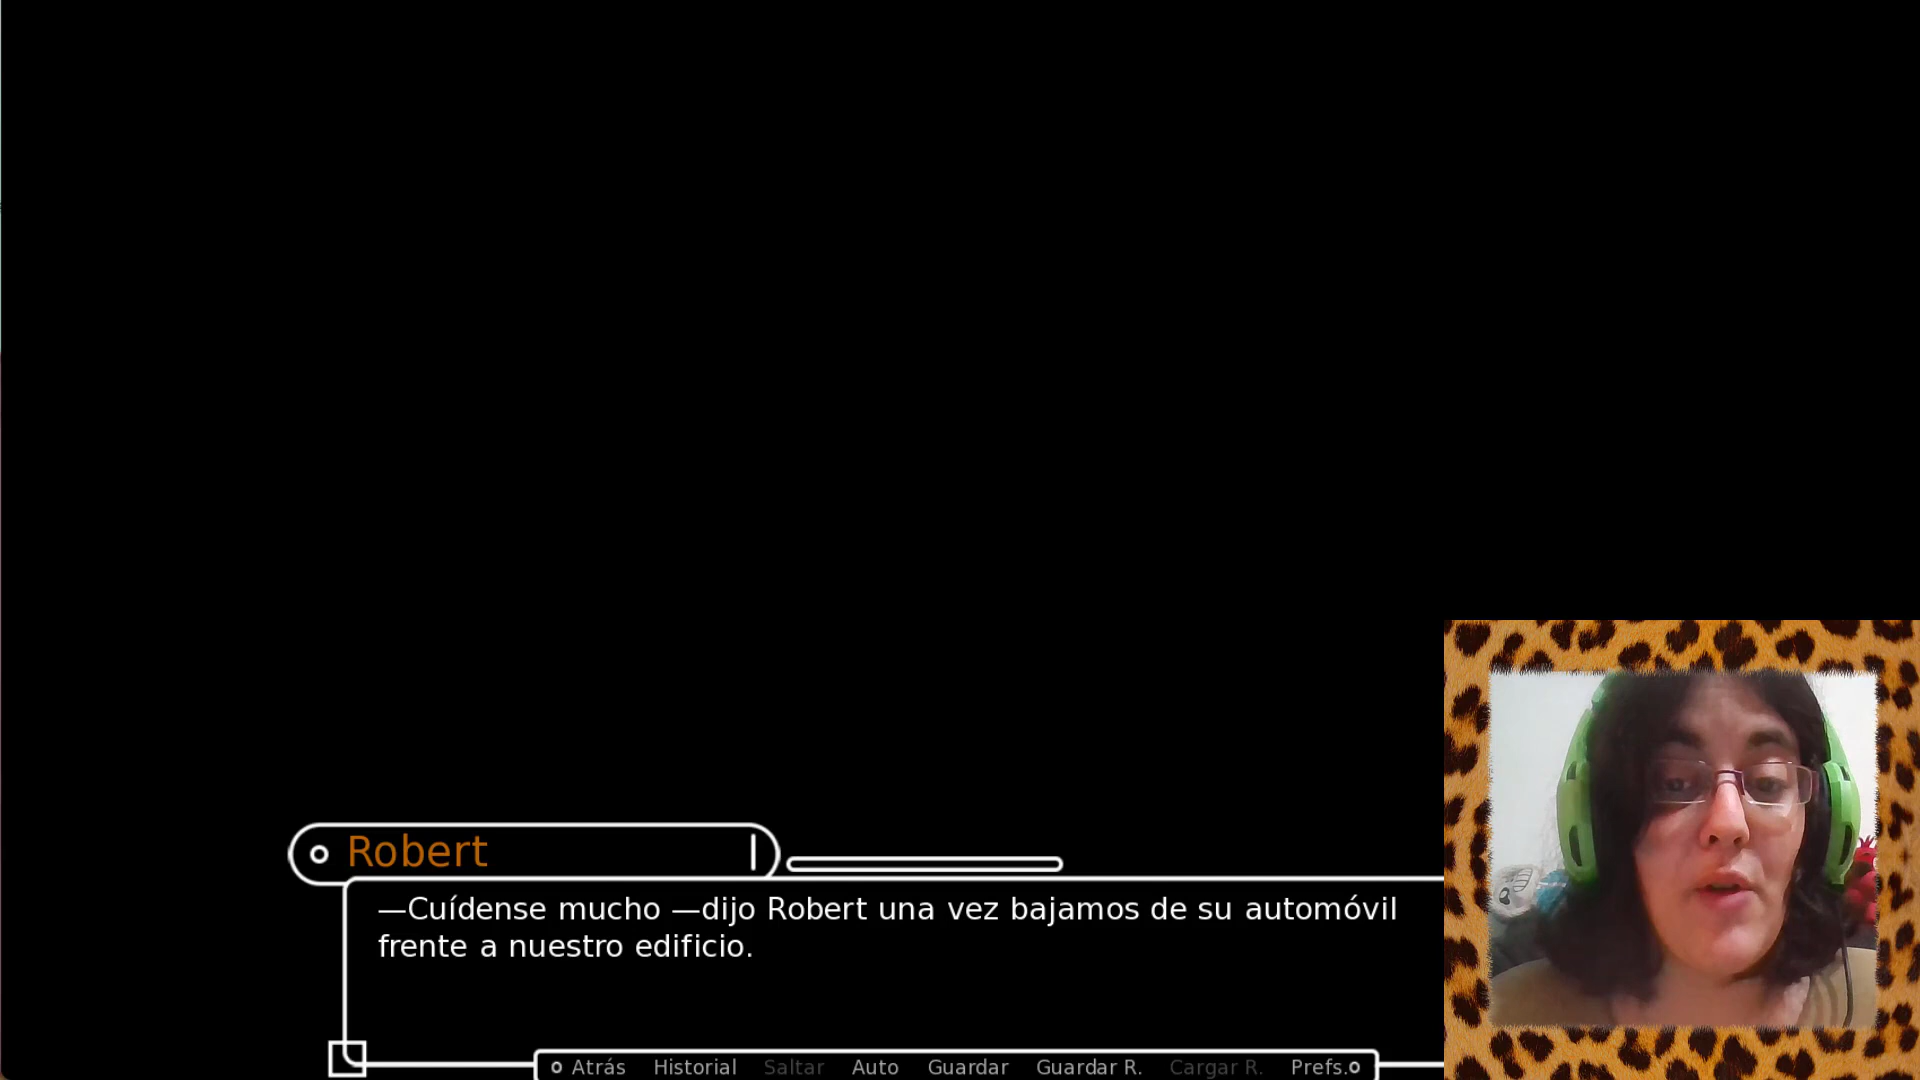 Robert
—Cuídense mucho —dijo Robert una vez bajamos de su automóvil
frente a nuestro edificio.
Atrás Historial Saltar Auto Guardar Guardar R. Cargar R. Prefs.